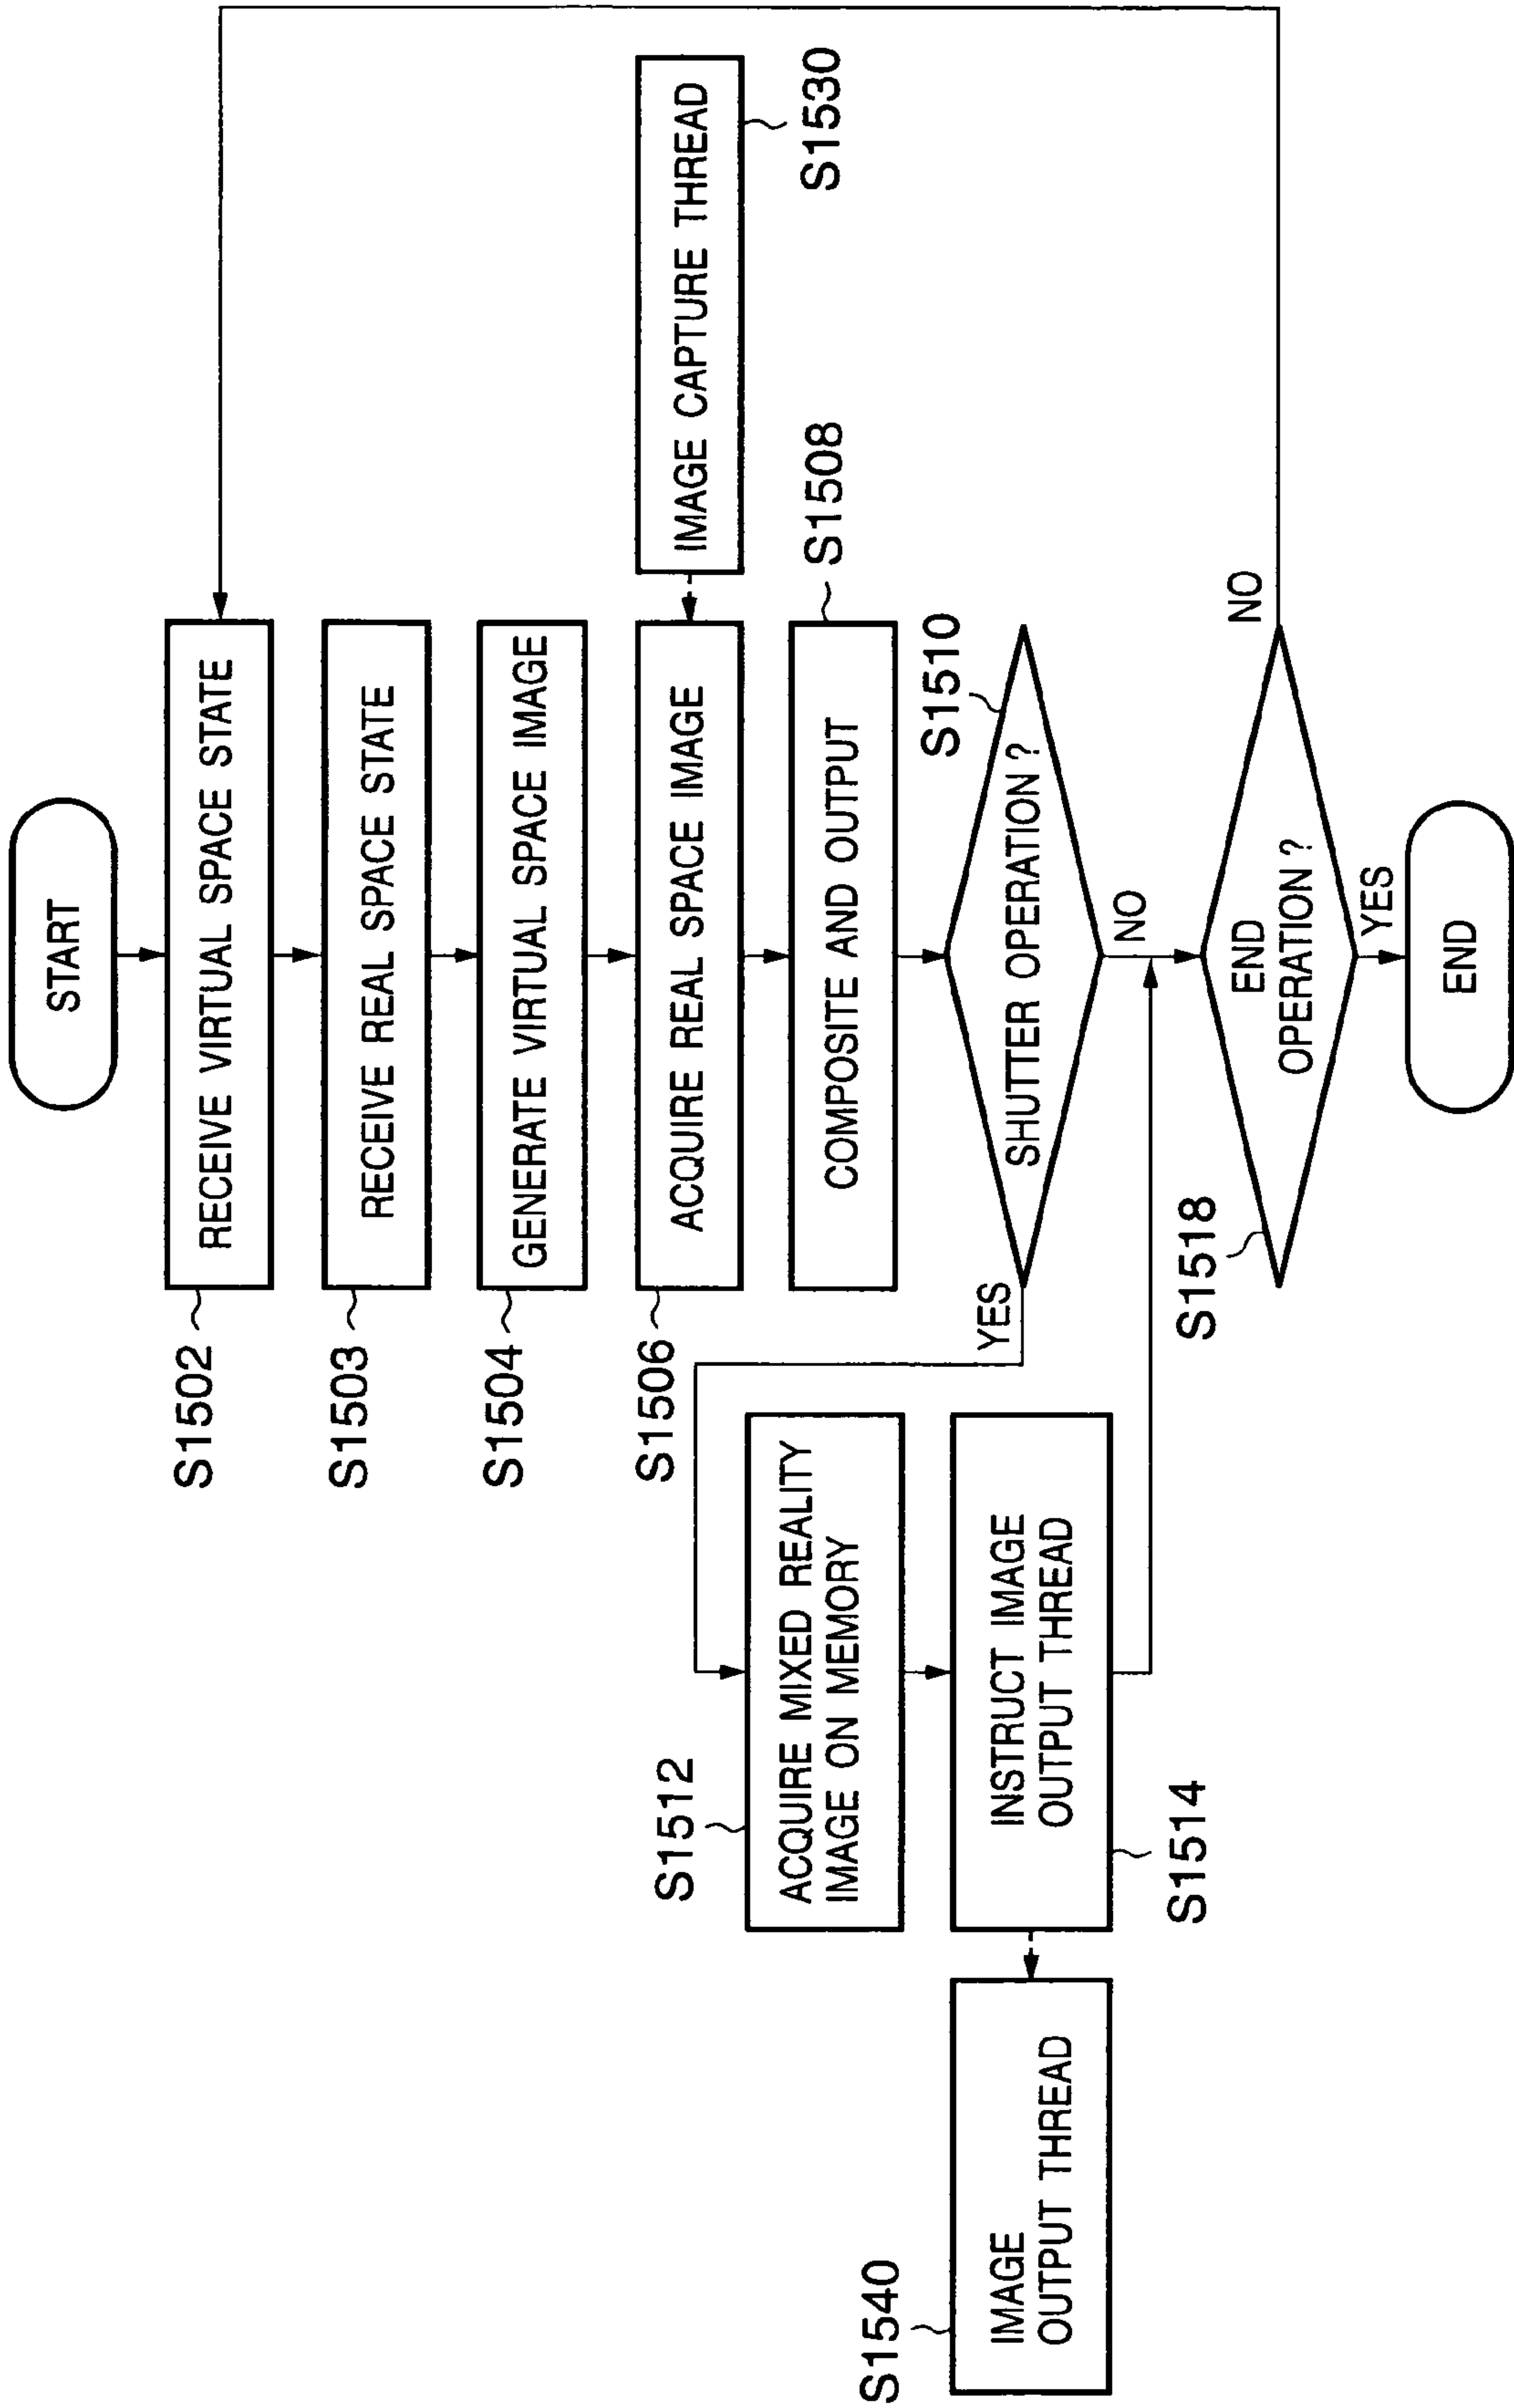 START
RECEIVE VIRTUAL SPACE STATE
S1502
RECEIVE REAL SPACE STATE
S1503
GENERATE VIRTUAL SPACE IMAGE
S1504
ACQUIRE REAL SPACE IMAGE
S1506
IMAGE CAPTURE THREAD
S1530
COMPOSITE AND OUTPUT
S1508
SHUTTER OPERATION ?
S1510
YES
NO
S1512
ACQUIRE MIXED REALITY
IMAGE ON MEMORY
INSTRUCT IMAGE
OUTPUT THREAD
S1514
S1540
IMAGE
OUTPUT THREAD
S1518
END
OPERATION ?
NO
YES
END